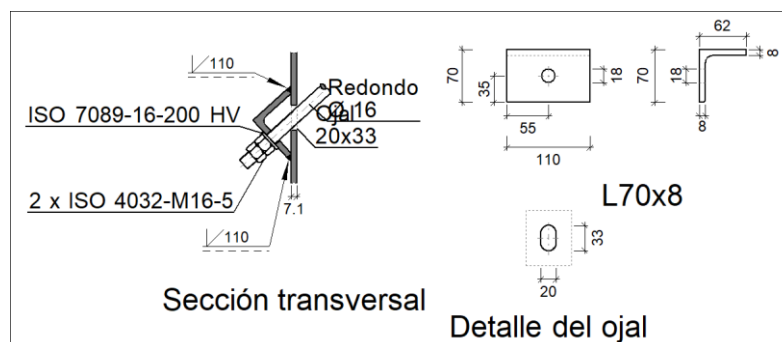 110
ISO 7089-16-200 HV
Redondo
Ø 16
Ojal
20x33
2 x ISO 4032-M16-5
7.1
110
Sección transversal
70
35
18
55
110
62
8
70
18
8
L70x8
33
20
Detalle del ojal